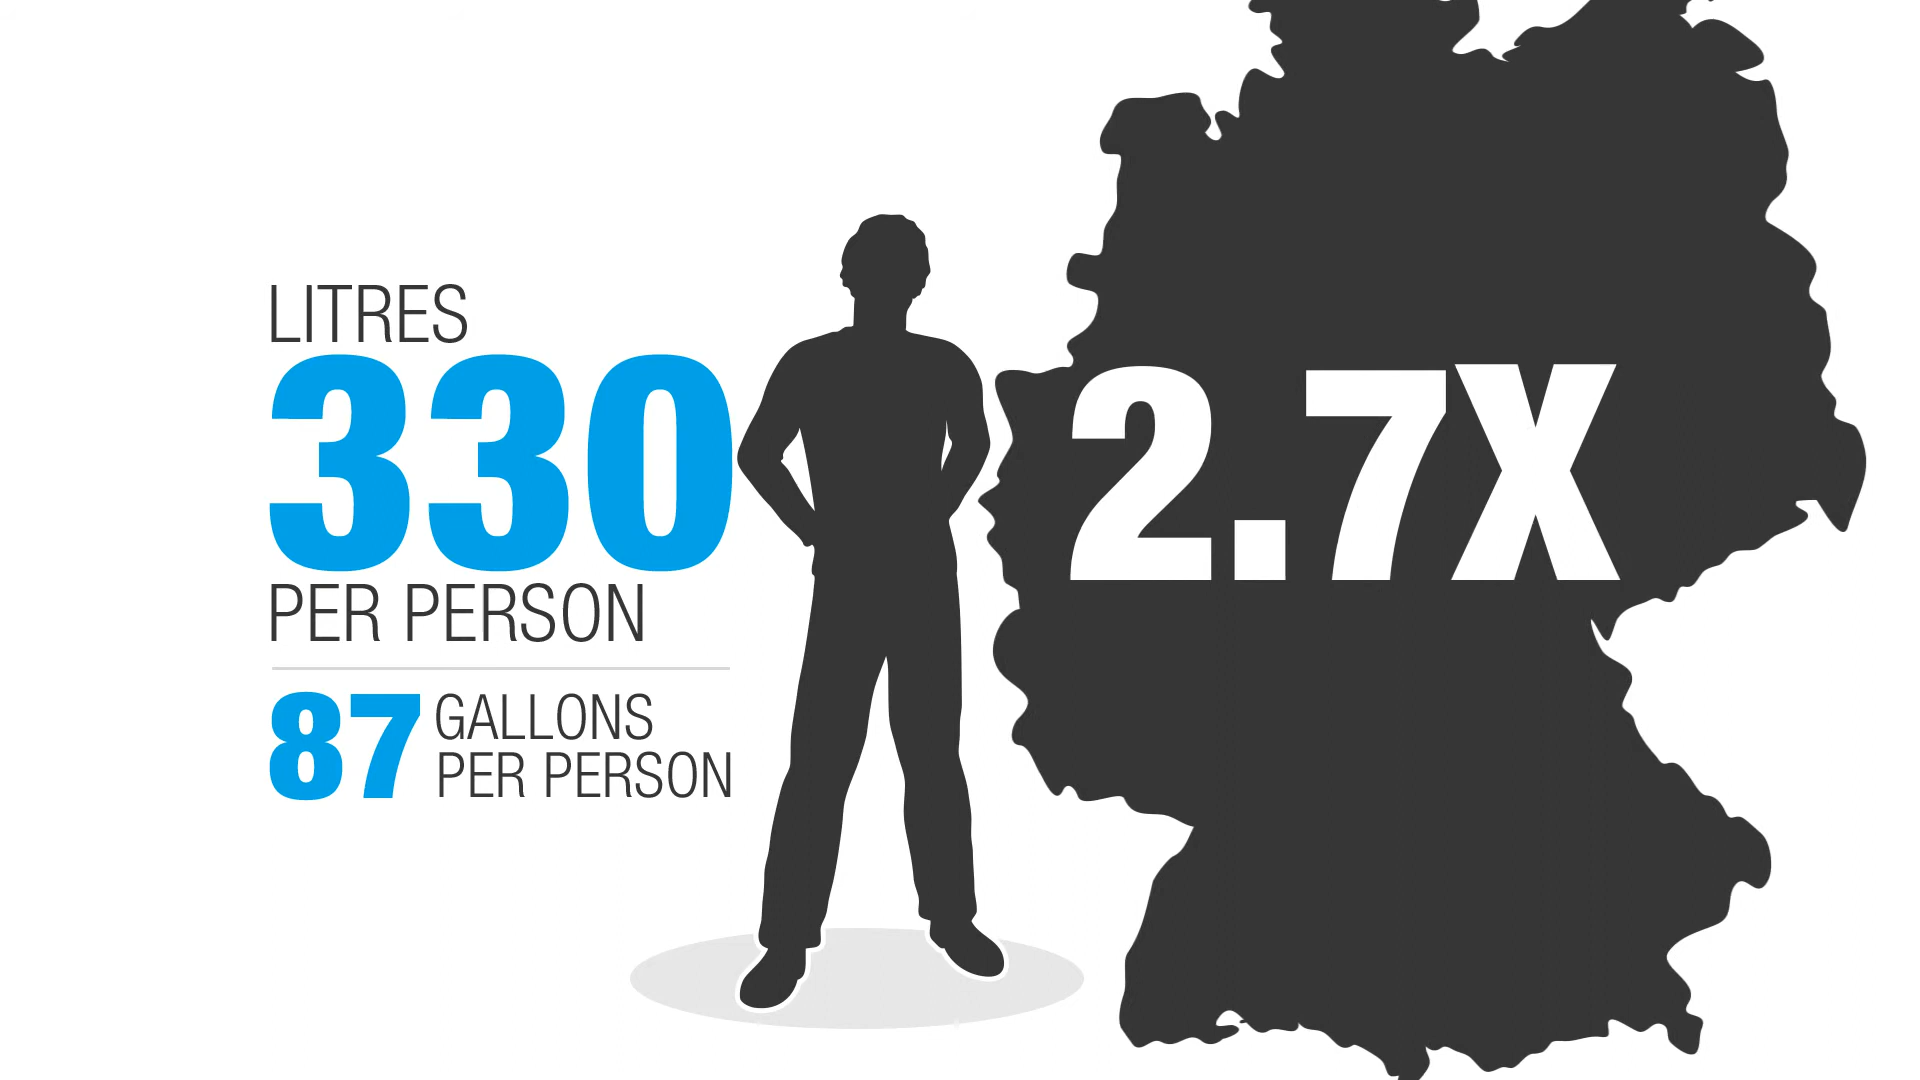 LITRES
330
PER PERSON
87 GALLONS
PER PERSON
2.7X